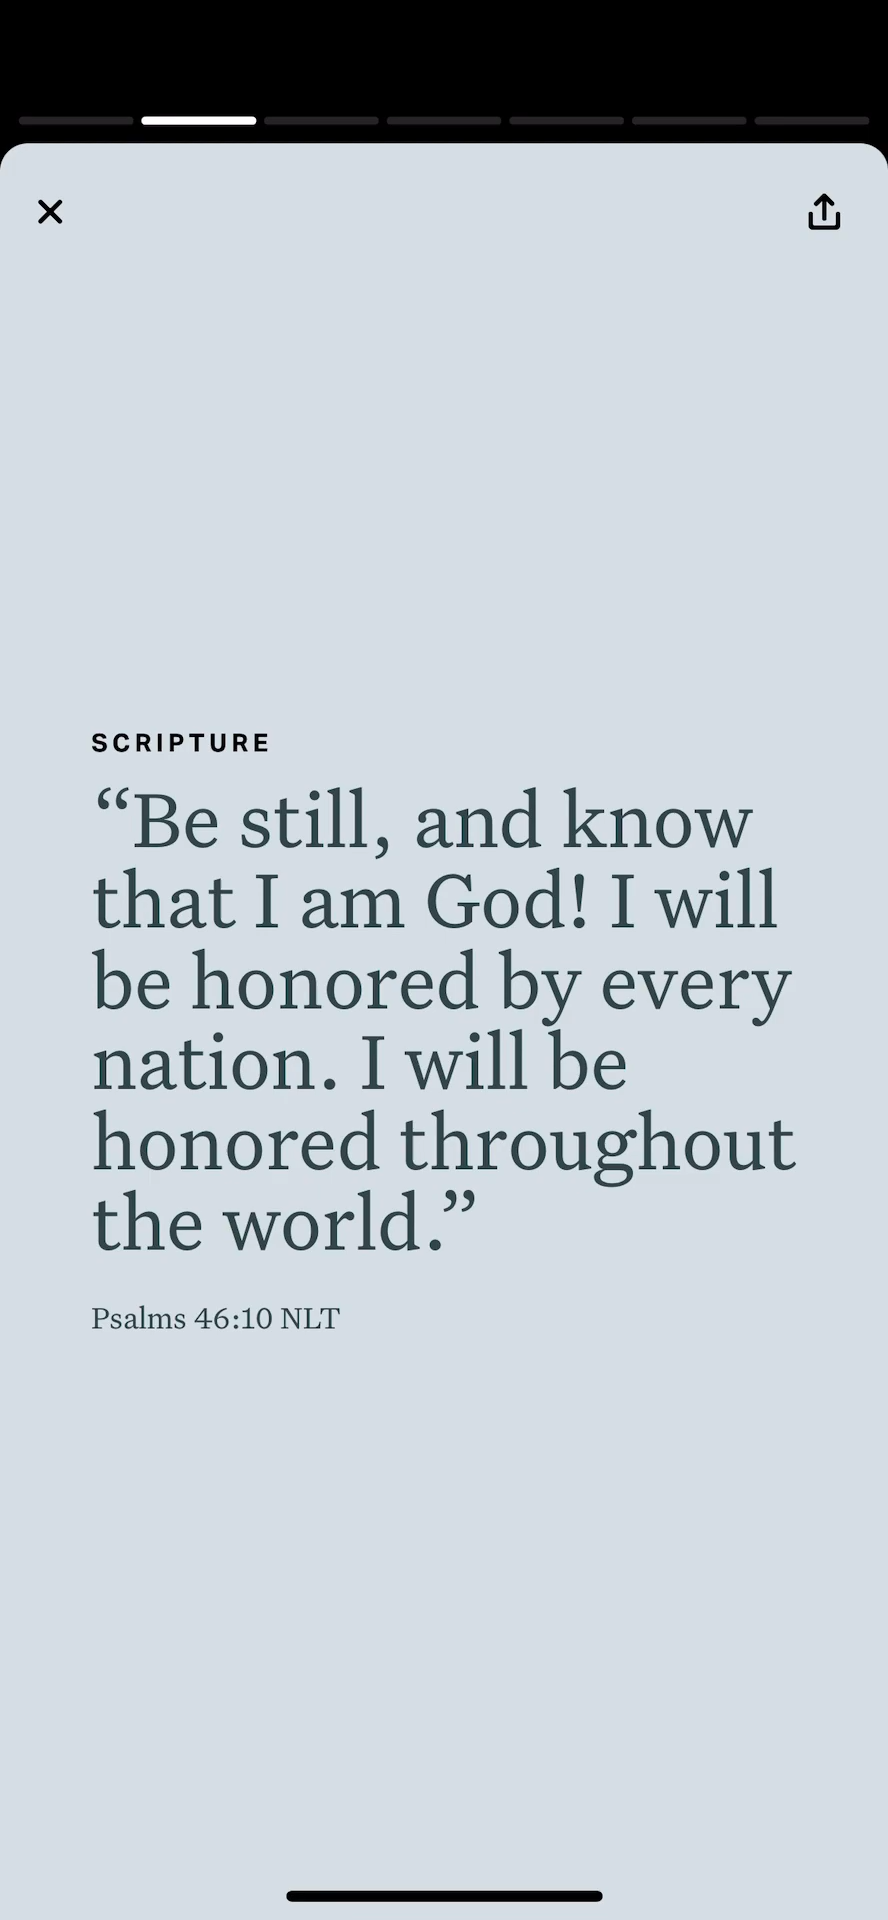 SCRIPTURE
“Be still, and know
that I am God! I will
be honored by every
nation. I will be
honored throughout
the world.”
Psalms 46:10 NLT